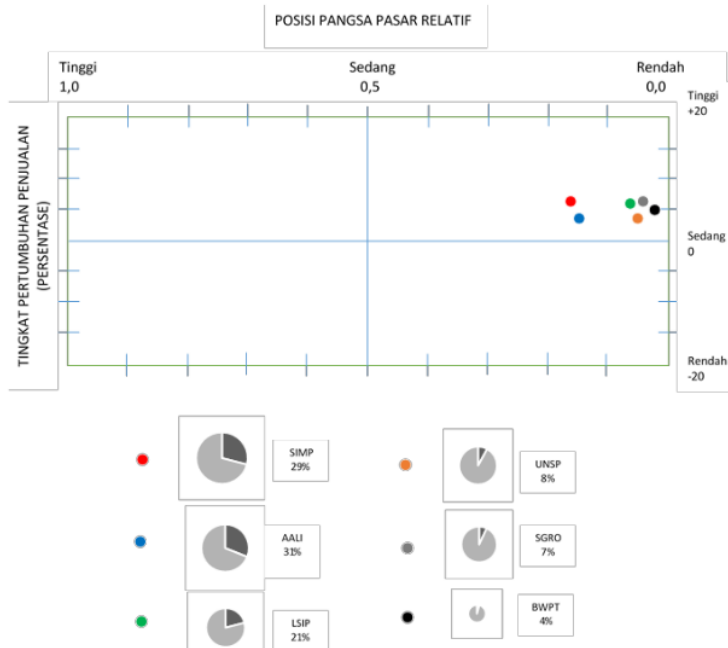 POSISI PANGSA PASAR RELATIF
Tinggi Sedang Rendah
1,0 0,5 0,0
Tinggi
+20
TINGKAT PERTUMBUHAN PENJUALAN
(PERSENTASE)
Sedang
0
Rendah
-20
SIMP
29%
UNSP
8%
AALI
31%
SGRO
7%
LSIP
21%
BWPT
4%